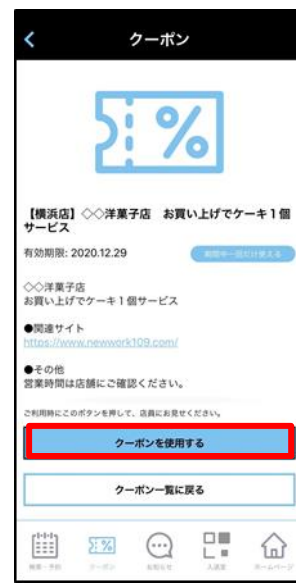 クーポン
【横浜店】◇◇洋菓子店　お買い上げでケーキ1個
サービス
有効期限: 2020.12.29
期間中一回だけ使える
◇◇洋菓子店
お買い上げでケーキ1個サービス
●関連サイト
https://www.newwork109.com/
●その他
営業時間は店舗にご確認ください。
ご利用時にこのボタンを押して、店員にお見せください。
クーポンを使用する
クーポン一覧に戻る
検索・予約 クーポン お知らせ 入退室 ホームページ